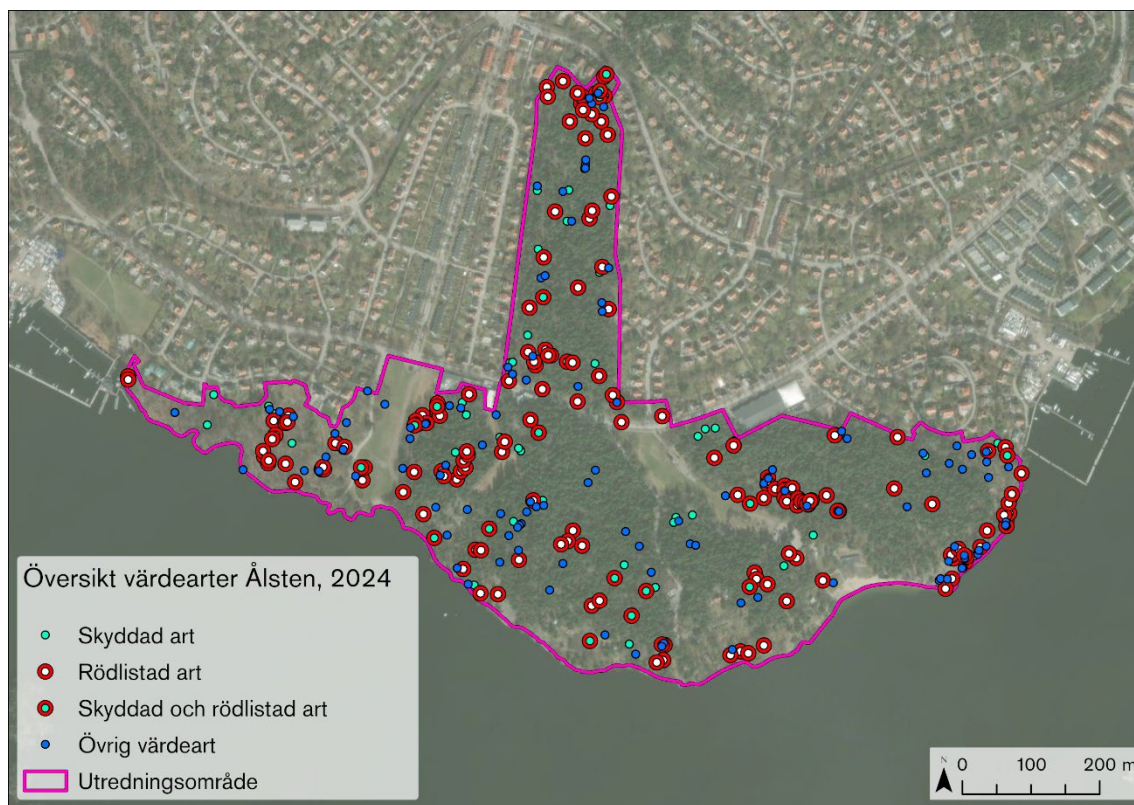 Översikt värdearter Ålsten, 2024
Skyddad art
Rödlistad art
Skyddad och rödlistad art
Övrig värdeart
Utredningsområde
N
0 100 200 m